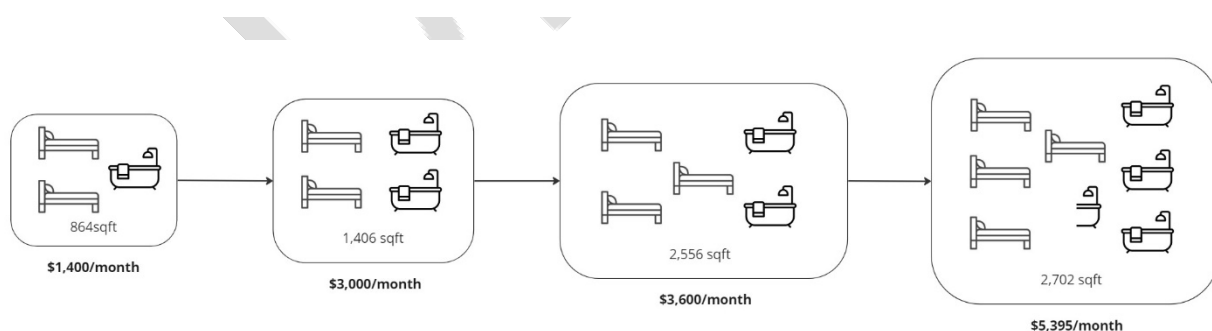 864sqft
$1,400/month
1,406 sqft
$3,000/month
2,556 sqft
$3,600/month
2,702 sqft
$5,395/month